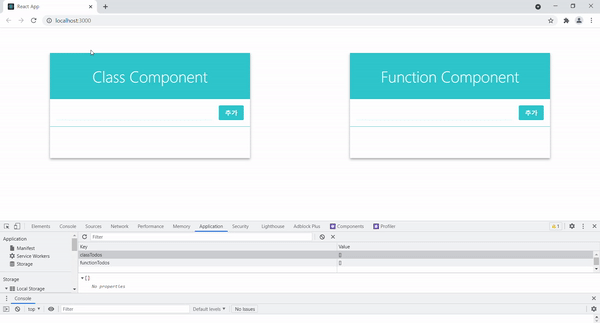 React App
localhost:3000
Class Component
Function Component
추가
추가
Elements Console Sources Network Performance Memory Application Security Lighthouse Adblock Plus Components Profiler 1
Application
Filter
Manifest
Key Value
Service Workers
classTodos []
Storage
functionTodos []
Storage
[]
Local Storage
No properties
Console
top Filter Default levels No Issues